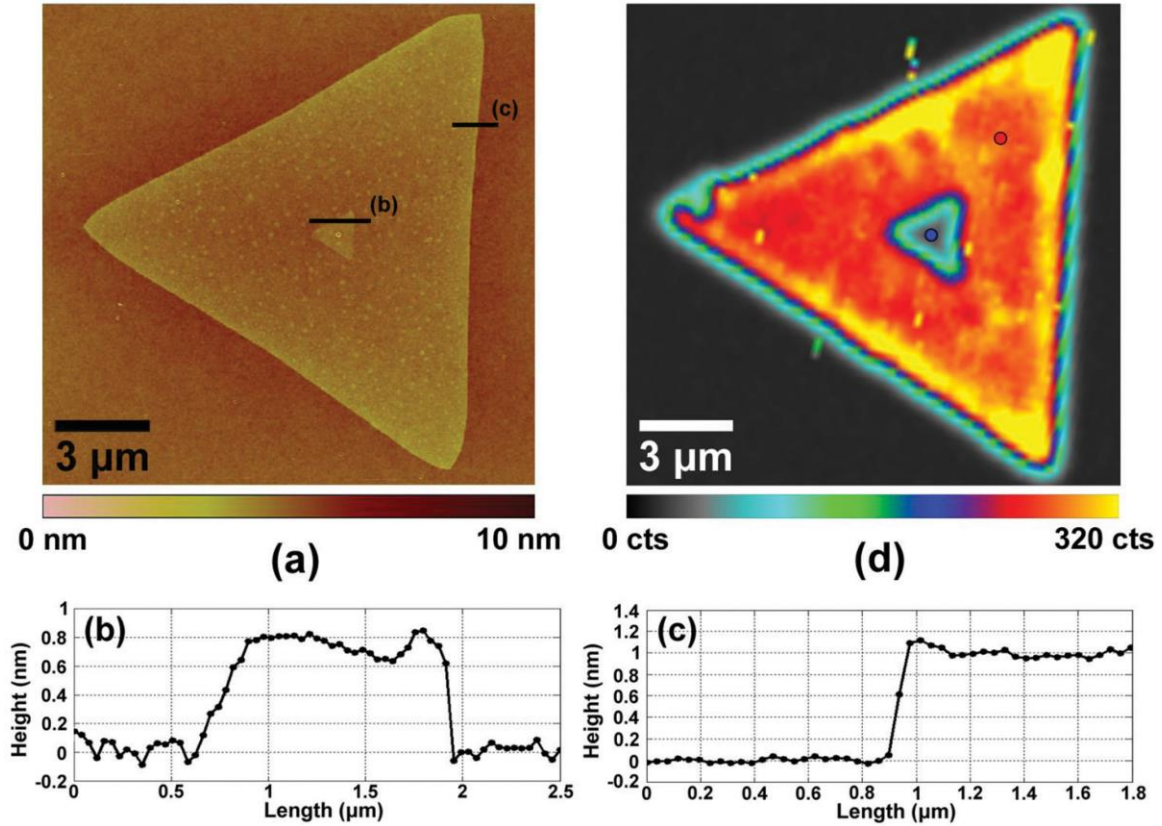 (c)
(b)
3 μm
3 μm
0 nm 10 nm
0 cts 320 cts
(a)
(d)
(b)
1
0.8
0.6
0.4
0.2
0
-0.2
Height (nm)
0 0.5 1 1.5 2 2.5
Length (μm)
(c)
1.4
1.2
1
0.8
0.6
0.4
0.2
0
-0.2
Height (nm)
0 0.2 0.4 0.6 0.8 1 1.2 1.4 1.6 1.8
Length (μm)